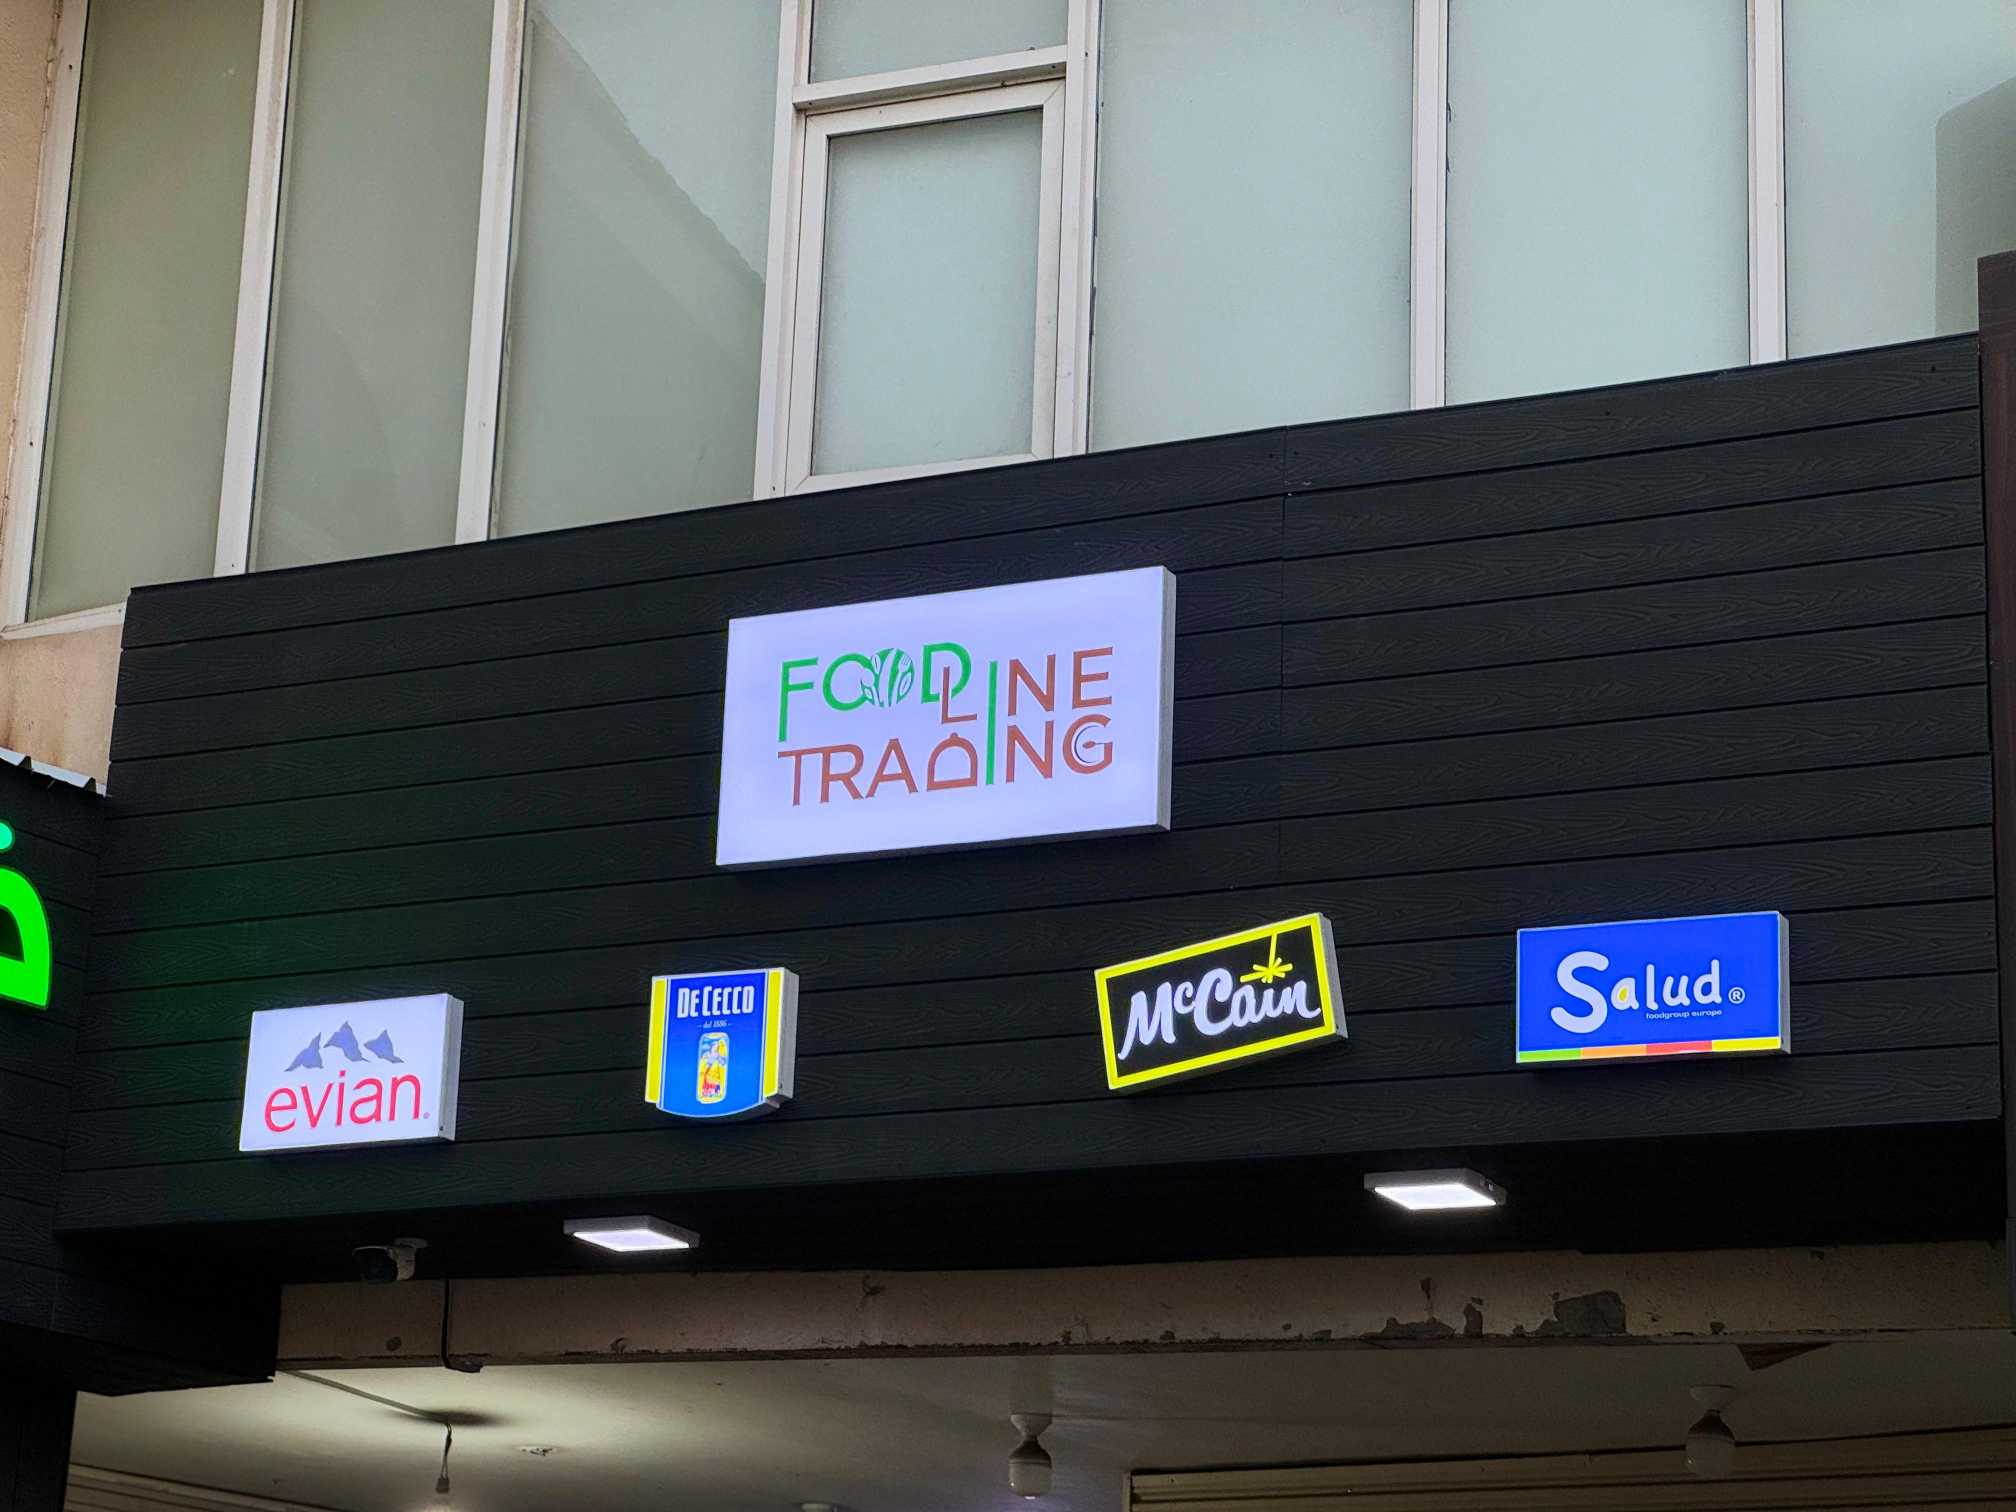 FOODLINE
TRADING
evian.
DE CECCO
dal 1886
McCain
Salud®
foodgroup europe